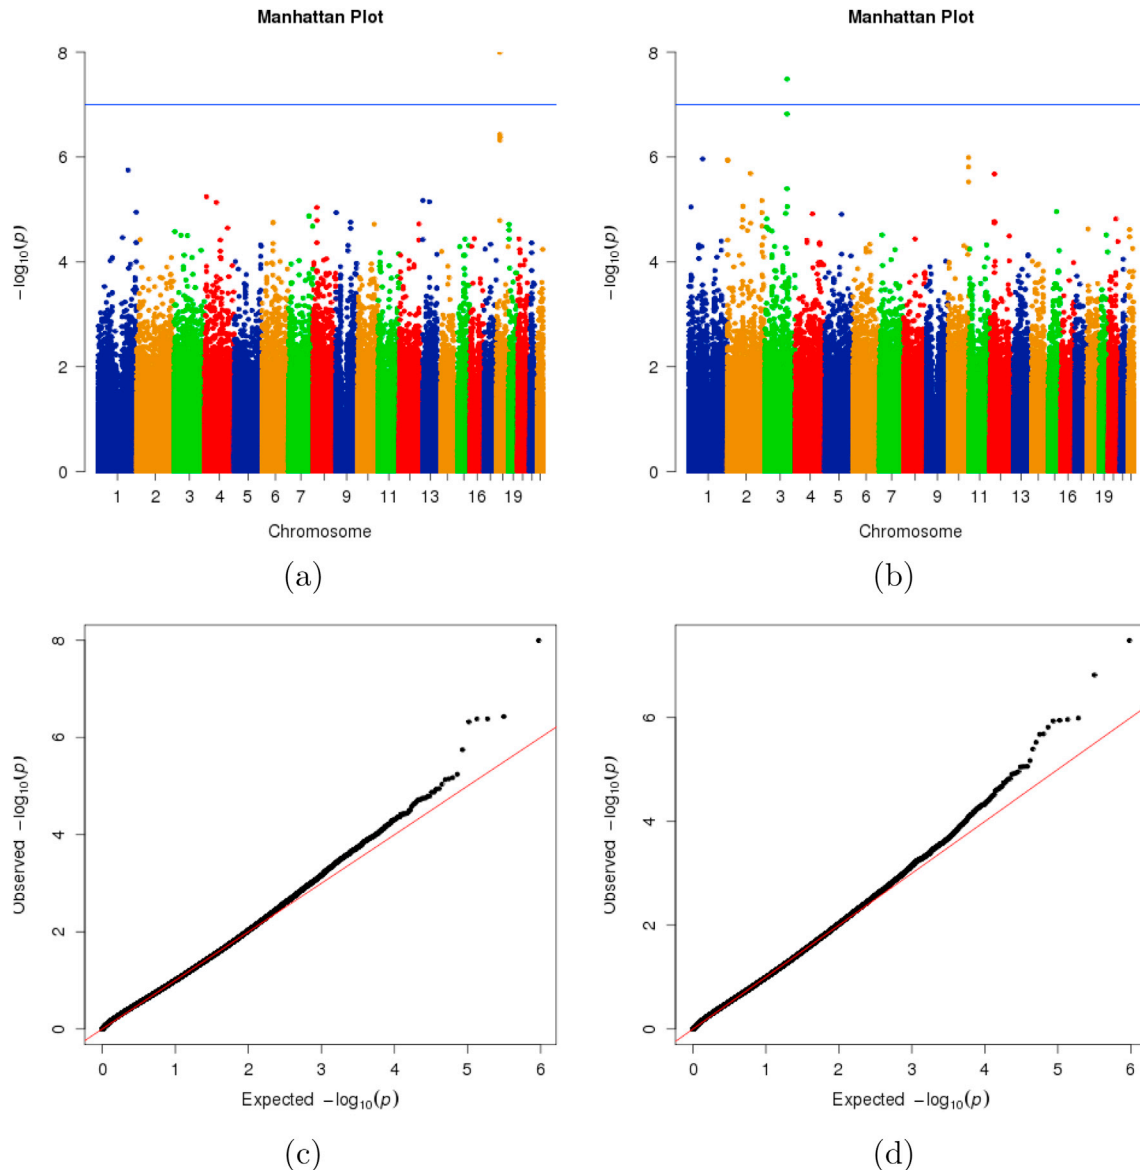 Manhattan Plot
8
6
4
2
0
−log10(p)
1 2 3 4 5 6 7 9 11 13 16 19
Chromosome
(a)
Manhattan Plot
8
6
4
2
0
−log10(p)
1 2 3 4 5 6 7 9 11 13 16 19
Chromosome
(b)
8
6
4
2
0
Observed −log10(p)
0 1 2 3 4 5 6
Expected −log10(p)
(c)
6
4
2
0
Observed −log10(p)
0 1 2 3 4 5 6
Expected −log10(p)
(d)